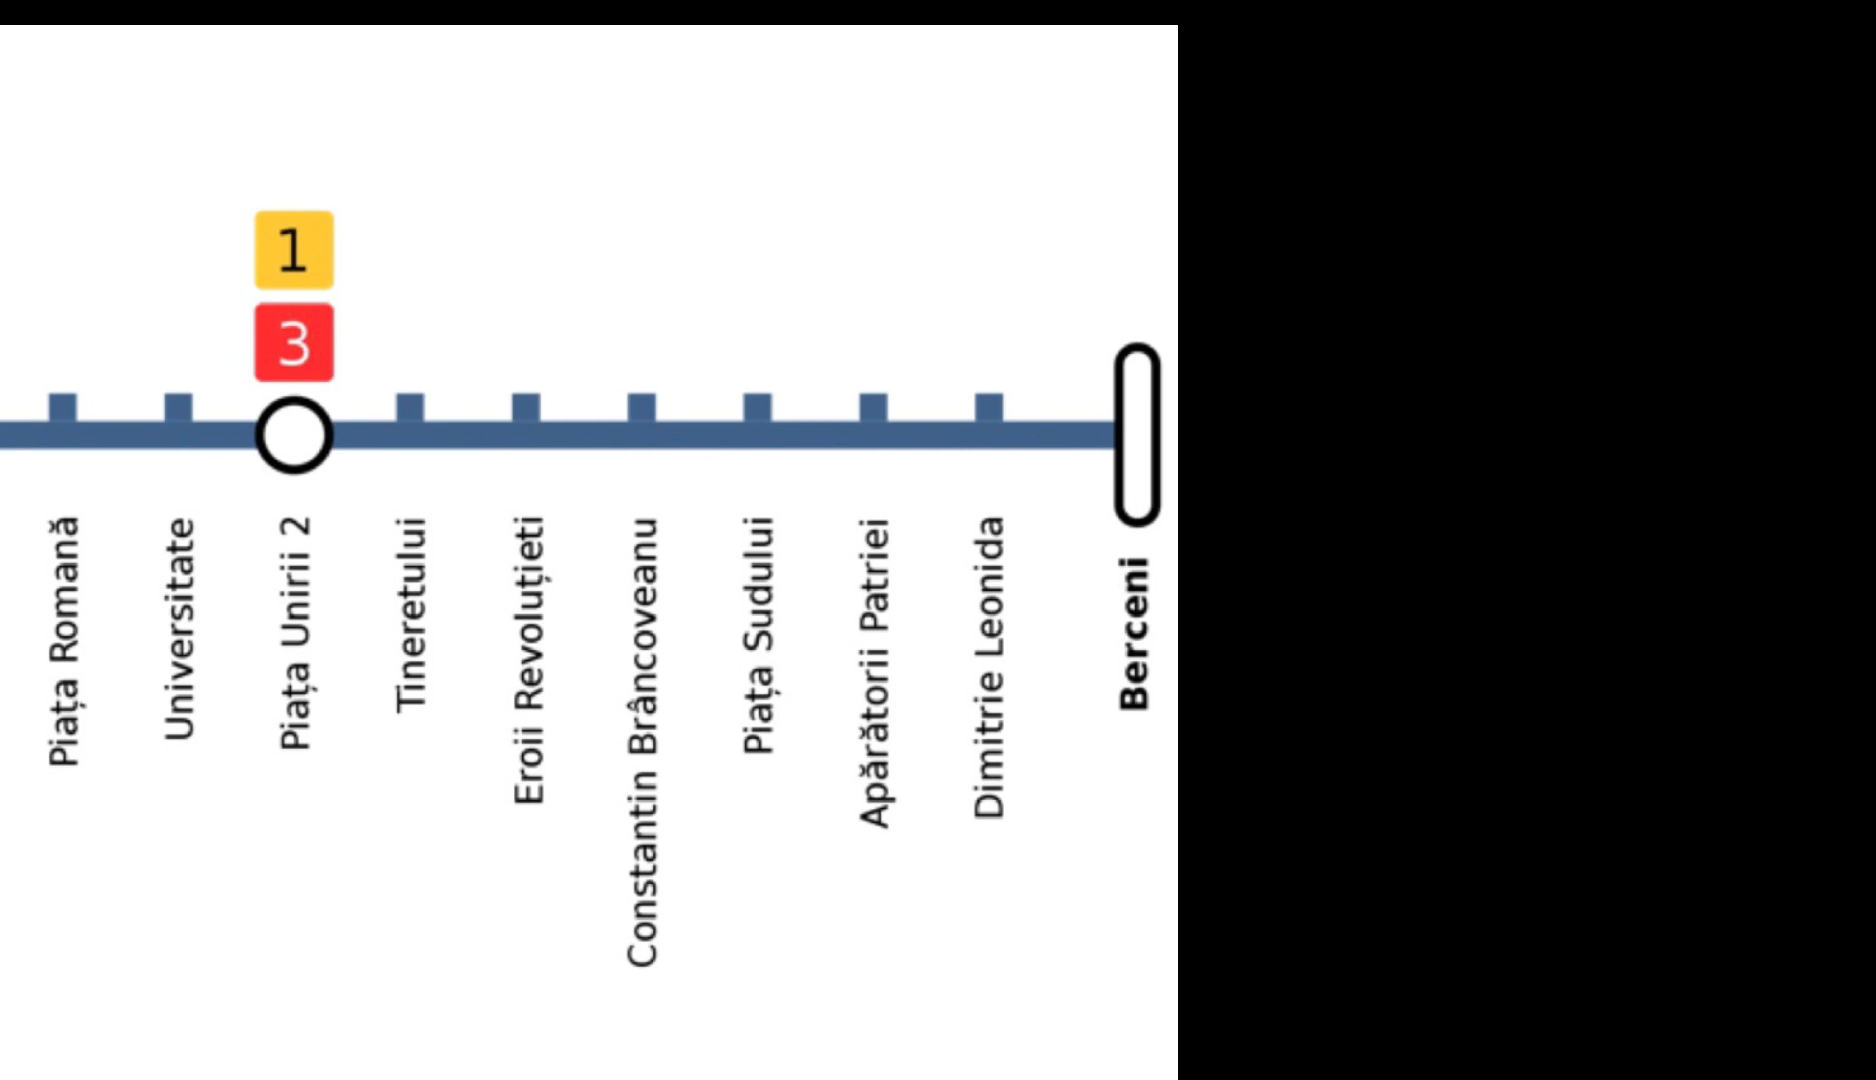 1
3
Piața Romană
Universitate
Piața Unirii 2
Tineretului
Eroii Revoluțieti
Constantin Brâncoveanu
Piața Sudului
Apărătorii Patriei
Dimitrie Leonida
Berceni